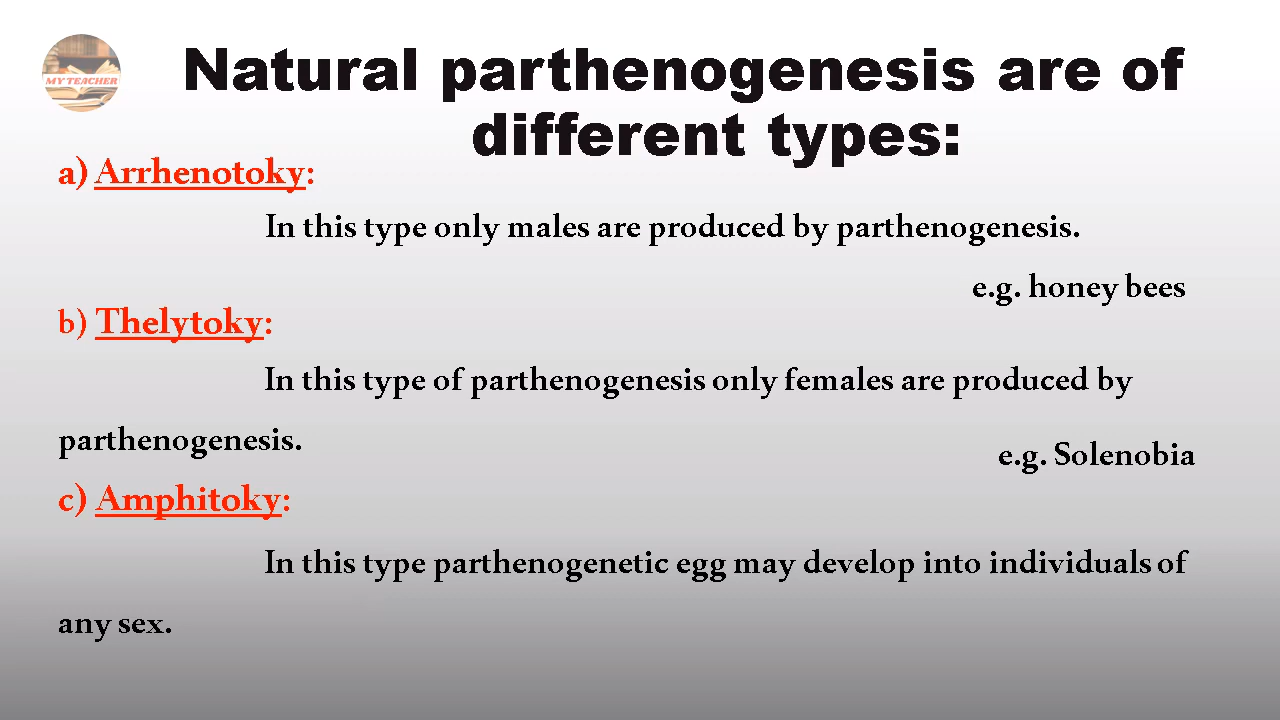 MY TEACHER
Natural parthenogenesis are of
different types:
a) Arrhenotoky:
In this type only males are produced by parthenogenesis.
e.g. honey bees
b) Thelytoky:
In this type of parthenogenesis only females are produced by
parthenogenesis.
e.g. Solenobia
c) Amphitoky:
In this type parthenogenetic egg may develop into individuals of
any sex.